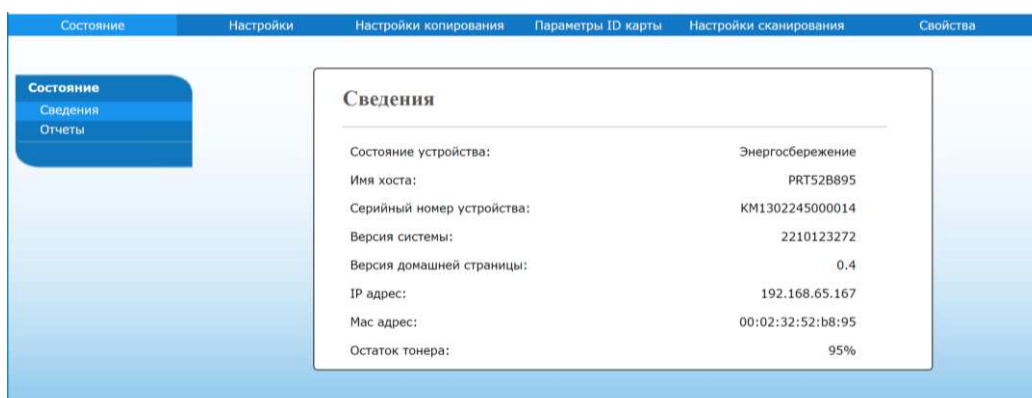 Состояние Настройки Настройки копирования Параметры ID карты Настройки сканирования Свойства
Состояние
Сведения
Отчеты
Сведения
Состояние устройства: Энергосбережение
Имя хоста: PRT52B895
Серийный номер устройства: KM1302245000014
Версия системы: 2210123272
Версия домашней страницы: 0.4
IP адрес: 192.168.65.167
Mac адрес: 00:02:32:52:b8:95
Остаток тонера: 95%